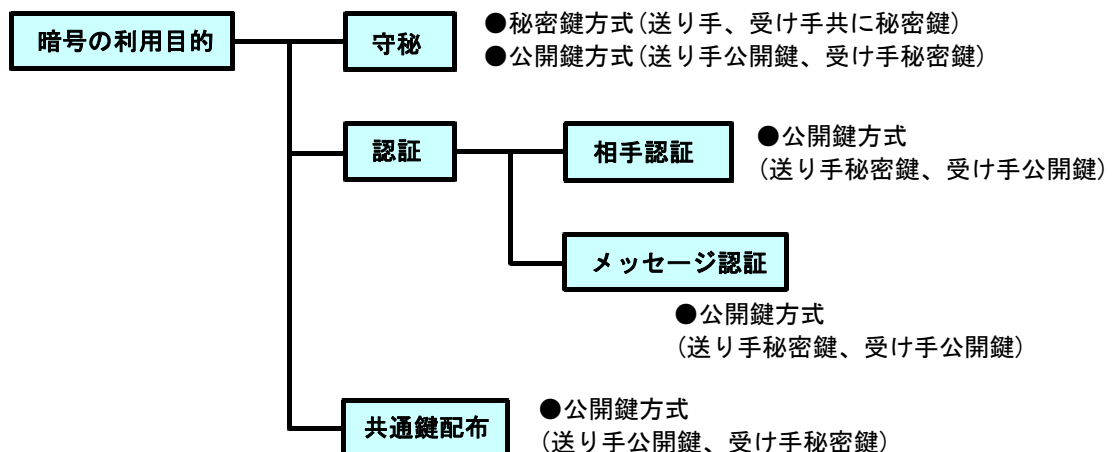 暗号の利用目的
守秘
●秘密鍵方式(送り手、受け手共に秘密鍵)
●公開鍵方式(送り手公開鍵、受け手秘密鍵)
認証
相手認証
●公開鍵方式
(送り手秘密鍵、受け手公開鍵)
メッセージ認証
●公開鍵方式
(送り手秘密鍵、受け手公開鍵)
共通鍵配布
●公開鍵方式
(送り手公開鍵、受け手秘密鍵)